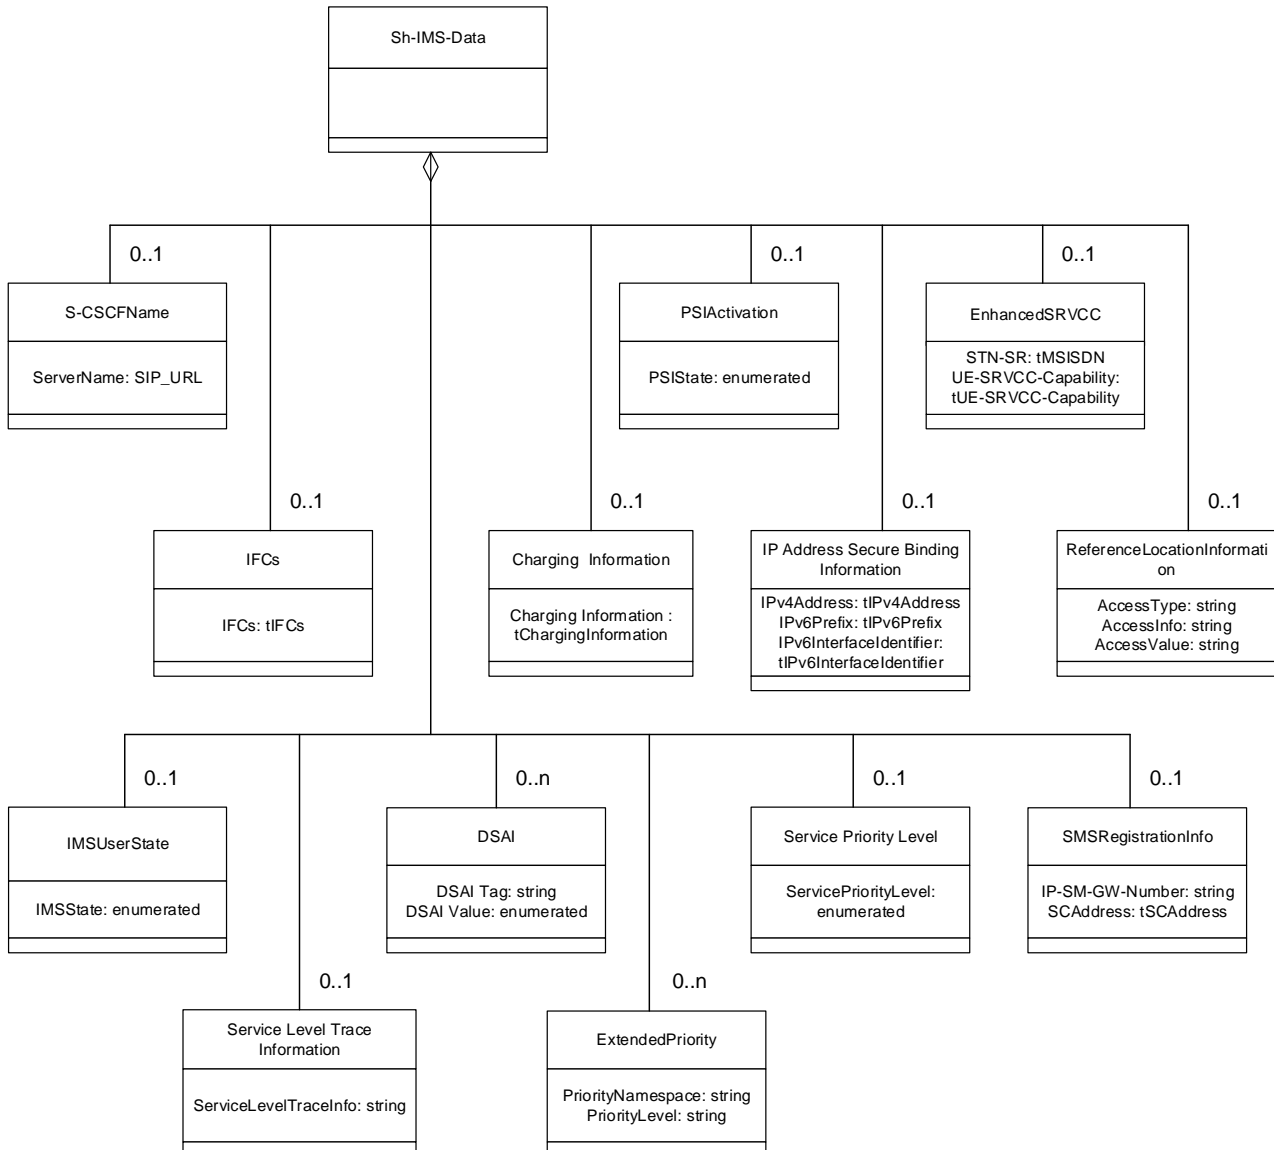 Sh-IMS-Data
0..1
0..1
0..1
S-CSCFName
ServerName: SIP_URL
PSIActivation
PSIState: enumerated
EnhancedSRVCC
STN-SR: tMSISDN
UE-SRVCC-Capability:
tUE-SRVCC-Capability
0..1
0..1
0..1
0..1
IFCs
IFCs: tIFCs
Charging Information
Charging Information :
tChargingInformation
IP Address Secure Binding
Information
IPv4Address: tIPv4Address
IPv6Prefix: tIPv6Prefix
IPv6InterfaceIdentifier:
tIPv6InterfaceIdentifier
ReferenceLocationInformati
on
AccessType: string
AccessInfo: string
AccessValue: string
0..1
0..n
0..1
0..1
IMSUserState
IMSState: enumerated
DSAI
DSAI Tag: string
DSAI Value: enumerated
Service Priority Level
ServicePriorityLevel:
enumerated
SMSRegistrationInfo
IP-SM-GW-Number: string
SCAddress: tSCAddress
0..1
0..n
Service Level Trace
Information
ServiceLevelTraceInfo: string
ExtendedPriority
PriorityNamespace: string
PriorityLevel: string